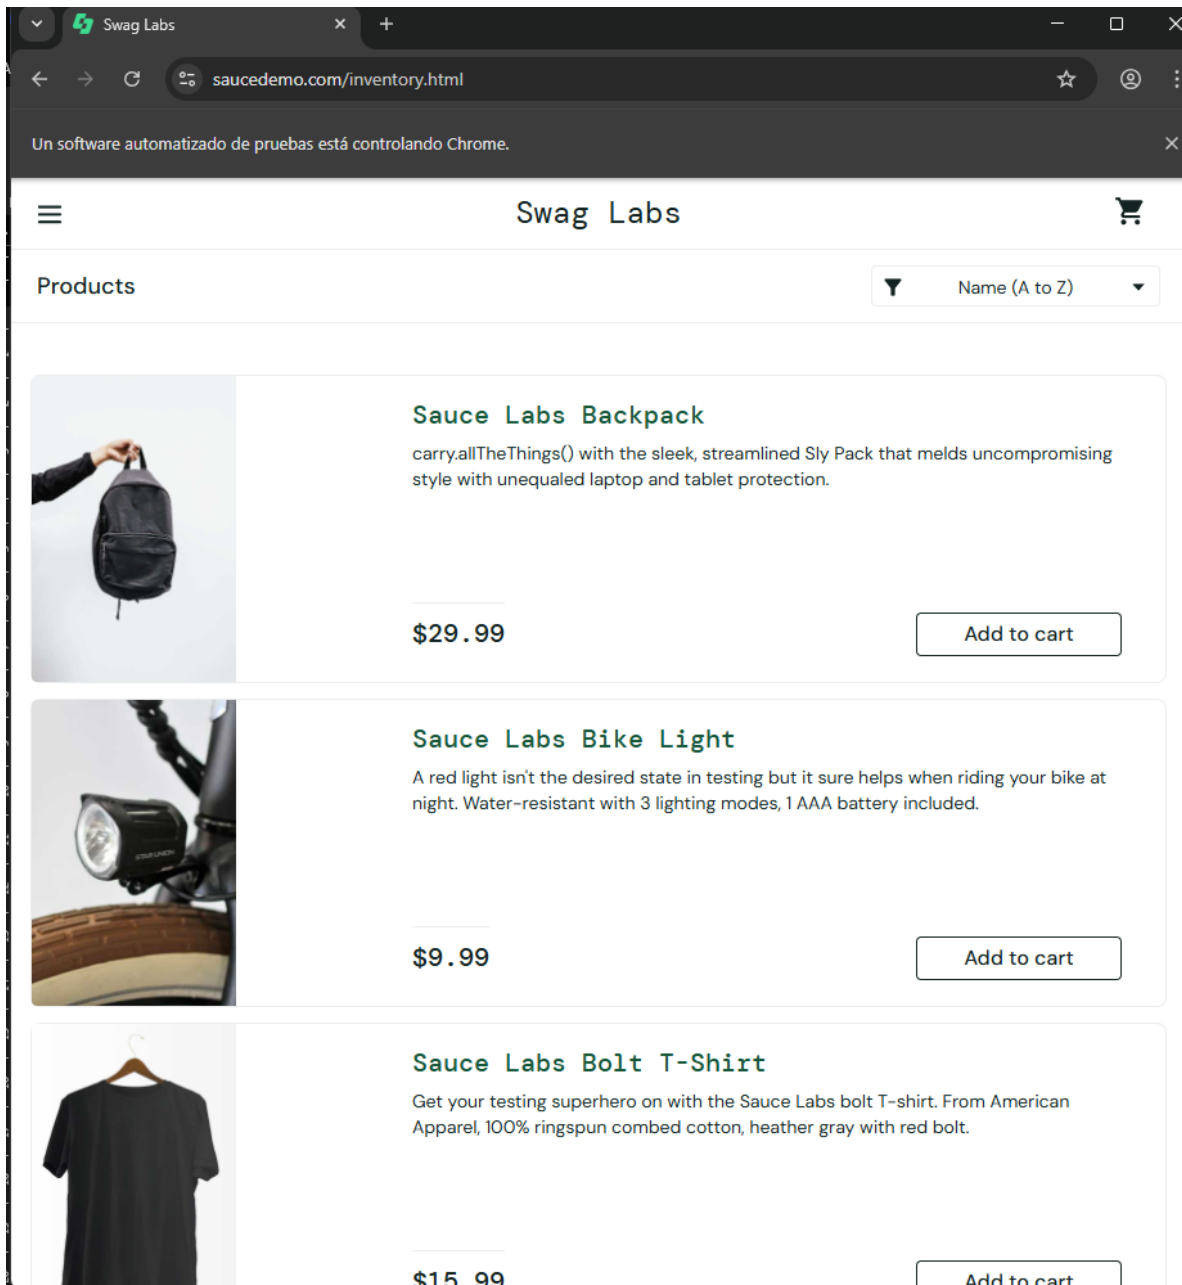 Swag Labs
saucedemo.com/inventory.html
Un software automatizado de pruebas está controlando Chrome.
Swag Labs
Products
Name (A to Z)
Sauce Labs Backpack
carry.allTheThings() with the sleek, streamlined Sly Pack that melds uncompromising
style with unequaled laptop and tablet protection.
$29.99
Add to cart
Sauce Labs Bike Light
A red light isn't the desired state in testing but it sure helps when riding your bike at
night. Water-resistant with 3 lighting modes, 1 AAA battery included.
$9.99
Add to cart
Sauce Labs Bolt T-Shirt
Get your testing superhero on with the Sauce Labs bolt T-shirt. From American
Apparel, 100% ringspun combed cotton, heather gray with red bolt.
$15.99
Add to cart